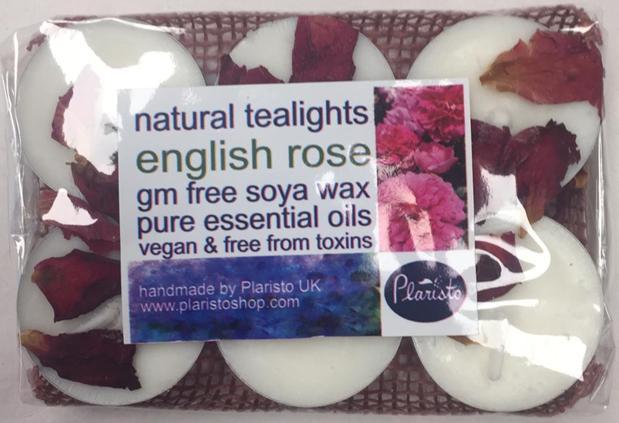 natural tealights
english rose
gm free soya wax
pure essential oils
vegan & free from toxins
handmade by Plaristo UK
www.plaristoshop.com
Plaristo